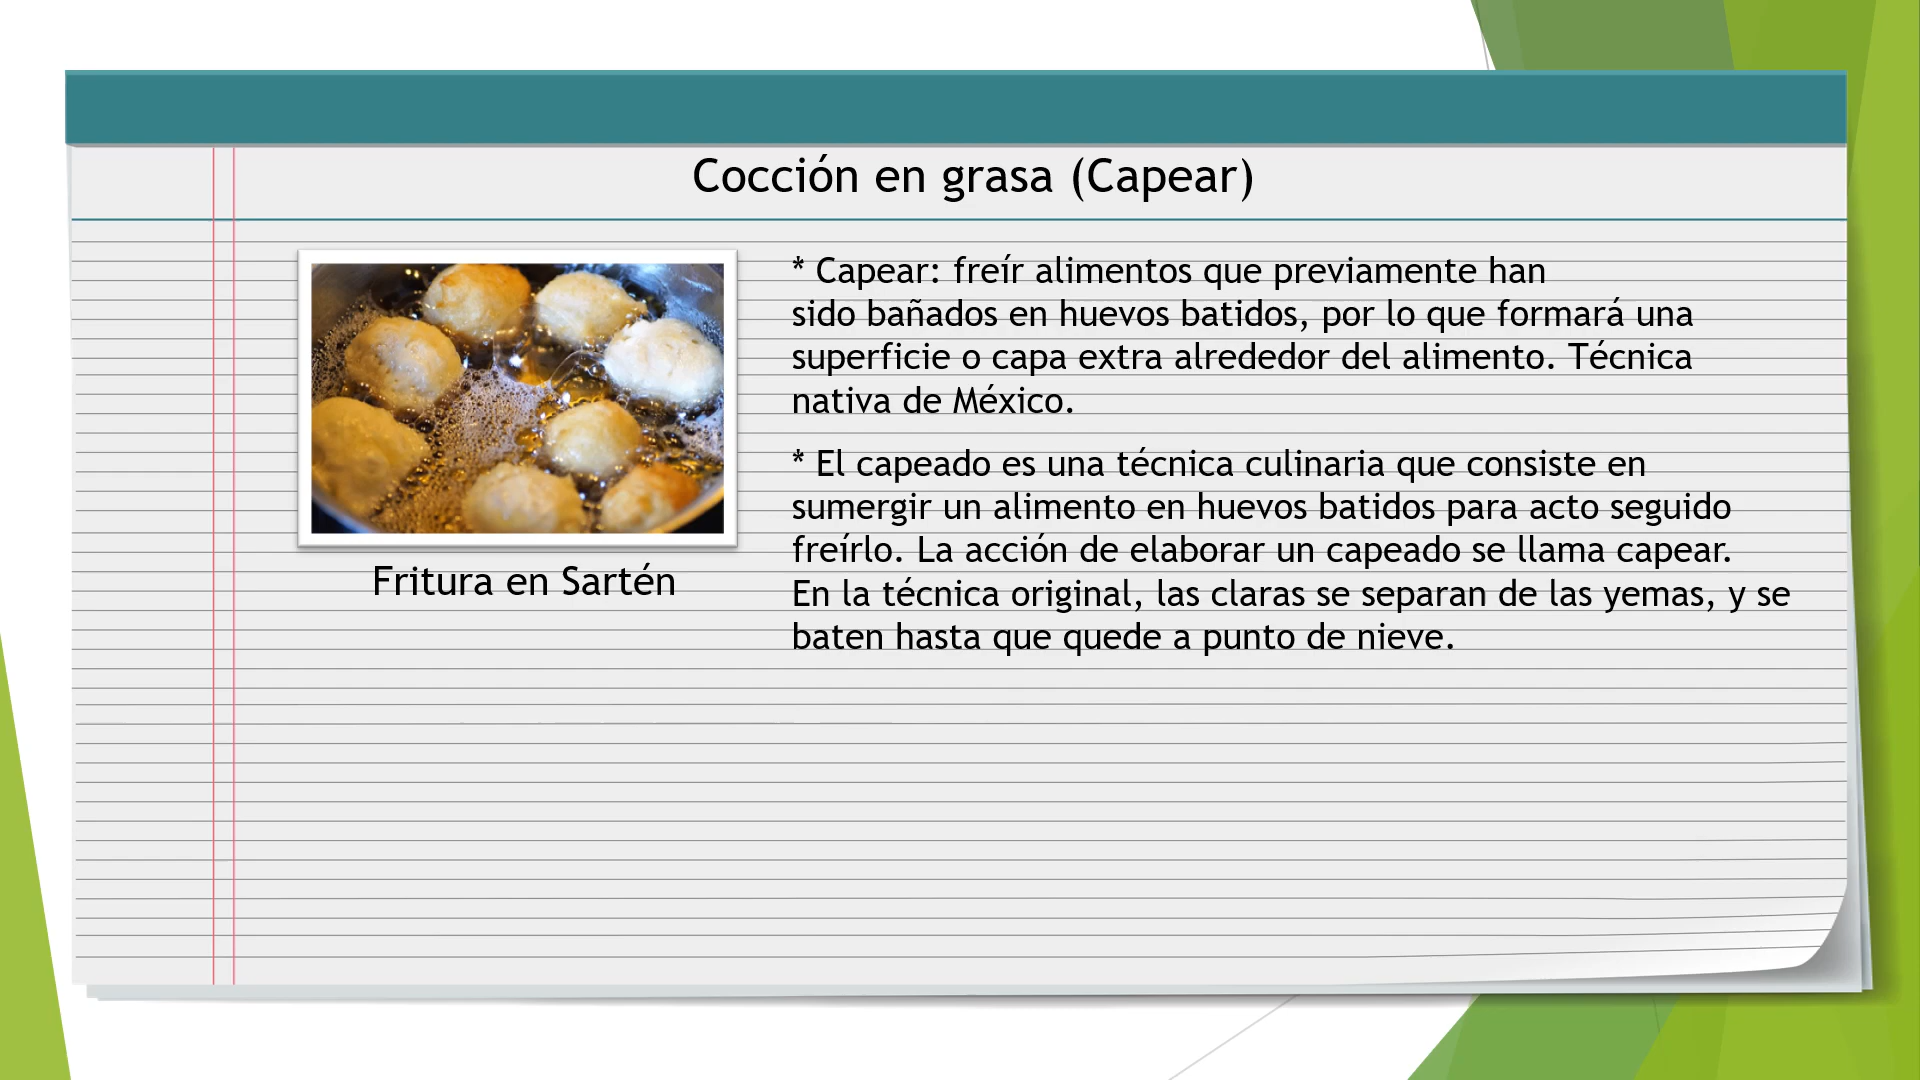 Cocción en grasa (Capear)
* Capear: freír alimentos que previamente han
sido bañados en huevos batidos, por lo que formará una
superficie o capa extra alrededor del alimento. Técnica
nativa de México.
* El capeado es una técnica culinaria que consiste en
sumergir un alimento en huevos batidos para acto seguido
freírlo. La acción de elaborar un capeado se llama capear.
En la técnica original, las claras se separan de las yemas, y se
baten hasta que quede a punto de nieve.
Fritura en Sartén